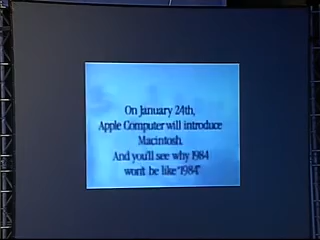 On January 24th,
Apple Computer will introduce
Macintosh.
And you'll see why 1984
won't be like "1984"